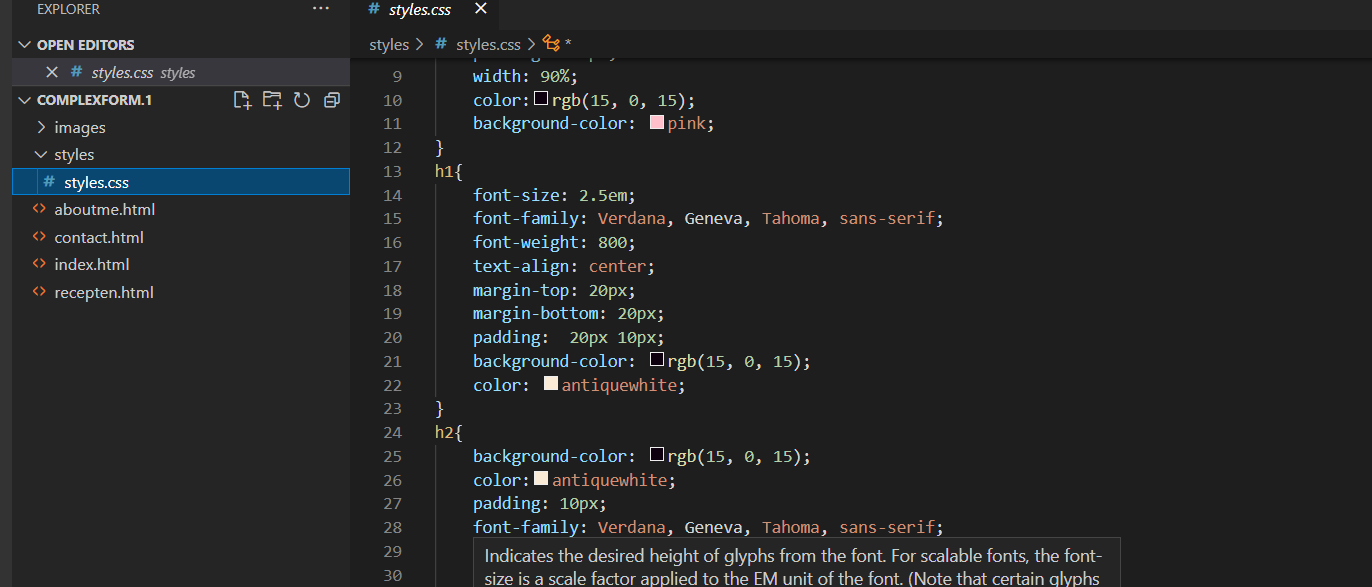 EXPLORER ...
OPEN EDITORS
# styles.css styles
COMPLEXFORM.1
images
styles
# styles.css
aboutme.html
contact.html
index.html
recepten.html
# styles.css
styles > # styles.css > *
9 width: 90%;
10 color: rgb(15, 0, 15);
11 background-color: pink;
12 }
13 h1{
14 font-size: 2.5em;
15 font-family: Verdana, Geneva, Tahoma, sans-serif;
16 font-weight: 800;
17 text-align: center;
18 margin-top: 20px;
19 margin-bottom: 20px;
20 padding:  20px 10px;
21 background-color: rgb(15, 0, 15);
22 color: antiquewhite;
23 }
24 h2{
25 background-color: rgb(15, 0, 15);
26 color: antiquewhite;
27 padding: 10px;
28 font-family: Verdana, Geneva, Tahoma, sans-serif;
29
30
Indicates the desired height of glyphs from the font. For scalable fonts, the font-
size is a scale factor applied to the EM unit of the font. (Note that certain glyphs